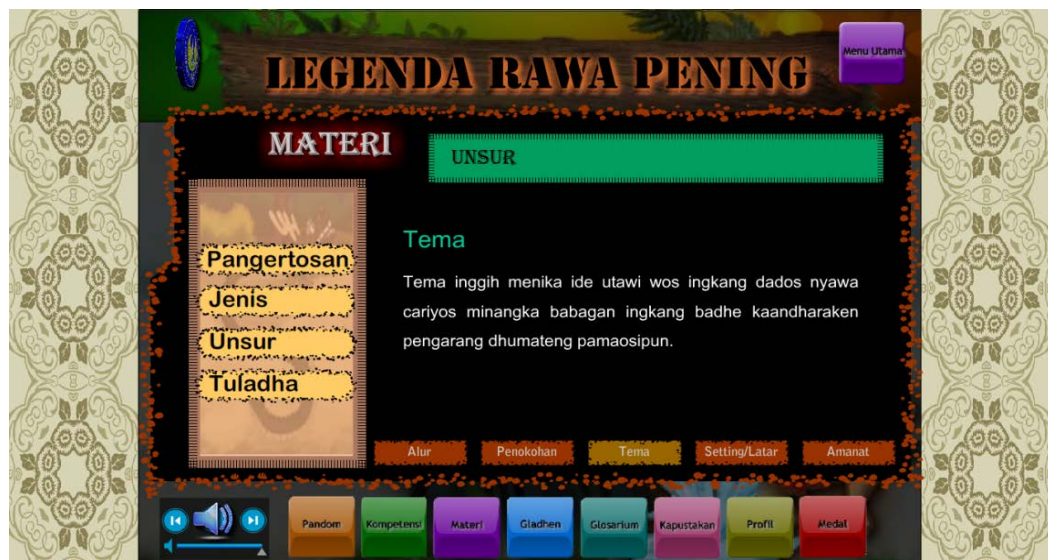 LEGENDA RAWA PENING
Menu Utama
MATERI
UNSUR
Pangertosan
Jenis
Unsur
Tuladha
Tema
Tema inggih menika ide utawi wos ingkang dados nyawa
cariyos minangka babagan ingkang badhe kaandharaken
pengarang dhumateng pamaosipun.
Alur
Penokohan
Tema
Setting/Latar
Amanat
Pandom
Kompetensi
Materi
Gladhen
Glosarium
Kapustakan
Profil
Medal